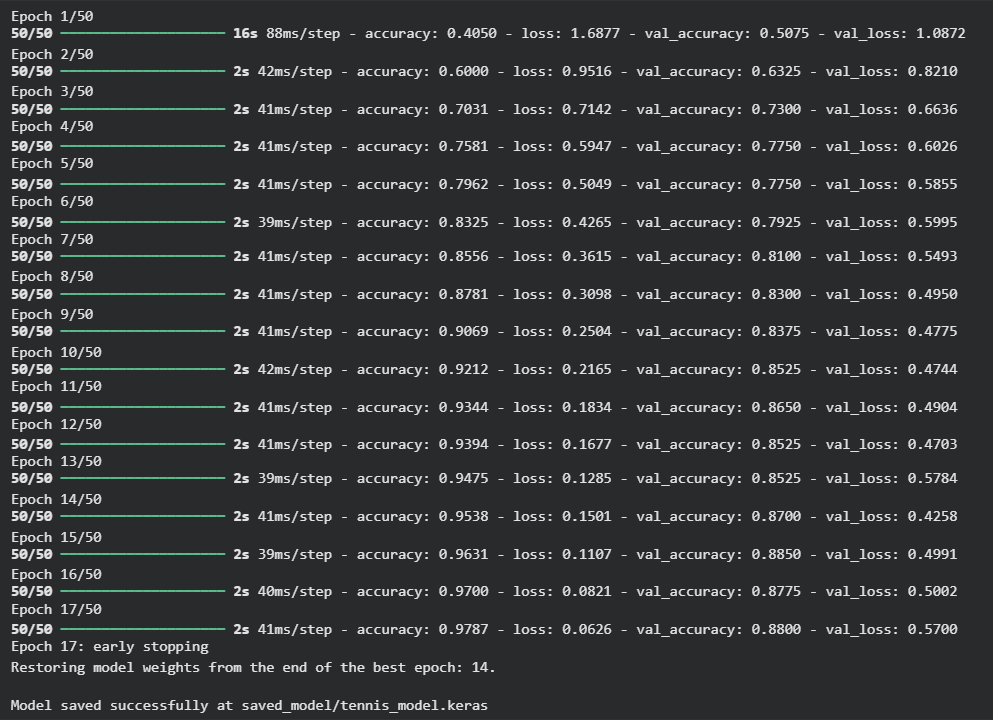 Epoch 1/50
50/50 ━━━━━━━━━━━━━━━━━━━━ 16s 88ms/step - accuracy: 0.4050 - loss: 1.6877 - val_accuracy: 0.5075 - val_loss: 1.0872
Epoch 2/50
50/50 ━━━━━━━━━━━━━━━━━━━━ 2s 42ms/step - accuracy: 0.6000 - loss: 0.9516 - val_accuracy: 0.6325 - val_loss: 0.8210
Epoch 3/50
50/50 ━━━━━━━━━━━━━━━━━━━━ 2s 41ms/step - accuracy: 0.7031 - loss: 0.7142 - val_accuracy: 0.7300 - val_loss: 0.6636
Epoch 4/50
50/50 ━━━━━━━━━━━━━━━━━━━━ 2s 41ms/step - accuracy: 0.7581 - loss: 0.5947 - val_accuracy: 0.7750 - val_loss: 0.6026
Epoch 5/50
50/50 ━━━━━━━━━━━━━━━━━━━━ 2s 41ms/step - accuracy: 0.7962 - loss: 0.5049 - val_accuracy: 0.7750 - val_loss: 0.5855
Epoch 6/50
50/50 ━━━━━━━━━━━━━━━━━━━━ 2s 39ms/step - accuracy: 0.8325 - loss: 0.4265 - val_accuracy: 0.7925 - val_loss: 0.5995
Epoch 7/50
50/50 ━━━━━━━━━━━━━━━━━━━━ 2s 41ms/step - accuracy: 0.8556 - loss: 0.3615 - val_accuracy: 0.8100 - val_loss: 0.5493
Epoch 8/50
50/50 ━━━━━━━━━━━━━━━━━━━━ 2s 41ms/step - accuracy: 0.8781 - loss: 0.3098 - val_accuracy: 0.8300 - val_loss: 0.4950
Epoch 9/50
50/50 ━━━━━━━━━━━━━━━━━━━━ 2s 41ms/step - accuracy: 0.9069 - loss: 0.2504 - val_accuracy: 0.8375 - val_loss: 0.4775
Epoch 10/50
50/50 ━━━━━━━━━━━━━━━━━━━━ 2s 42ms/step - accuracy: 0.9212 - loss: 0.2165 - val_accuracy: 0.8525 - val_loss: 0.4744
Epoch 11/50
50/50 ━━━━━━━━━━━━━━━━━━━━ 2s 41ms/step - accuracy: 0.9344 - loss: 0.1834 - val_accuracy: 0.8650 - val_loss: 0.4904
Epoch 12/50
50/50 ━━━━━━━━━━━━━━━━━━━━ 2s 41ms/step - accuracy: 0.9394 - loss: 0.1677 - val_accuracy: 0.8525 - val_loss: 0.4703
Epoch 13/50
50/50 ━━━━━━━━━━━━━━━━━━━━ 2s 39ms/step - accuracy: 0.9475 - loss: 0.1285 - val_accuracy: 0.8525 - val_loss: 0.5784
Epoch 14/50
50/50 ━━━━━━━━━━━━━━━━━━━━ 2s 41ms/step - accuracy: 0.9538 - loss: 0.1501 - val_accuracy: 0.8700 - val_loss: 0.4258
Epoch 15/50
50/50 ━━━━━━━━━━━━━━━━━━━━ 2s 39ms/step - accuracy: 0.9631 - loss: 0.1107 - val_accuracy: 0.8850 - val_loss: 0.4991
Epoch 16/50
50/50 ━━━━━━━━━━━━━━━━━━━━ 2s 40ms/step - accuracy: 0.9700 - loss: 0.0821 - val_accuracy: 0.8775 - val_loss: 0.5002
Epoch 17/50
50/50 ━━━━━━━━━━━━━━━━━━━━ 2s 41ms/step - accuracy: 0.9787 - loss: 0.0626 - val_accuracy: 0.8800 - val_loss: 0.5700
Epoch 17: early stopping
Restoring model weights from the end of the best epoch: 14.
Model saved successfully at saved_model/tennis_model.keras